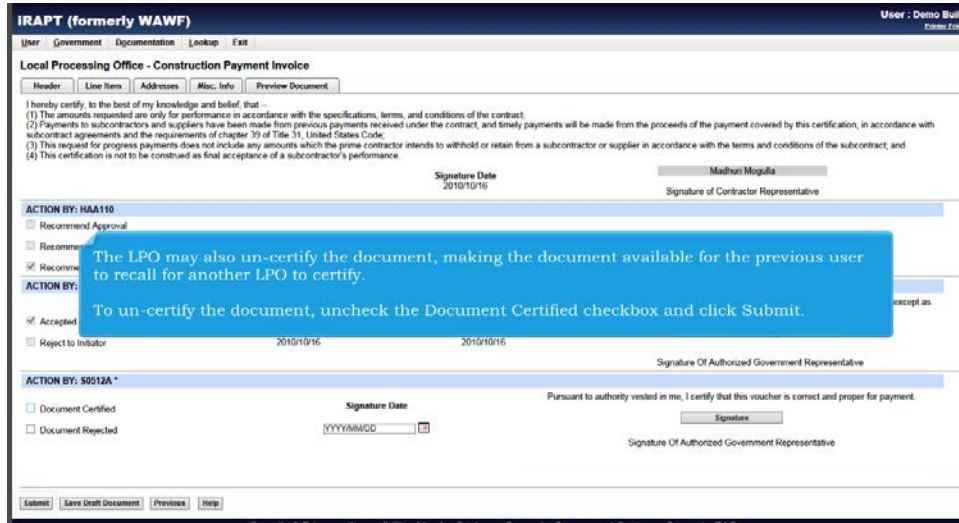 iRAPT (formerly WAWF)
User : Demo Buil
User Government Documentation Lookup Exit
Local Processing Office - Construction Payment Invoice
Header Line Item Addresses Misc. Info Preview Document
I hereby certify, to the best of my knowledge and belief, that --
(1) The amounts requested are only for performance in accordance with the specifications, terms, and conditions of the contract;
(2) Payments to subcontractors and suppliers have been made from previous payments received under the contract, and timely payments will be made from the proceeds of the payment covered by this certification, in accordance with
subcontract agreements and the requirements of chapter 39 of Title 31, United States Code;
(3) This request for progress payments does not include any amounts which the prime contractor intends to withhold or retain from a subcontractor or supplier in accordance with the terms and conditions of the subcontract; and
(4) This certification is not to be construed as final acceptance of a subcontractor's performance.
Signature Date
2010/10/16
Madhuri Mogulla
Signature of Contractor Representative
ACTION BY: HAA110
Recommend Approval
Recomme
Recomme
The LPO may also un-certify the document, making the document available for the previous user
to recall for another LPO to certify.
To un-certify the document, uncheck the Document Certified checkbox and click Submit.
ACTION BY:
except as
Accepted
Reject to Initiator 2010/10/16 2010/10/16
Signature Of Authorized Government Representative
ACTION BY: S0512A *
Pursuant to authority vested in me, I certify that this voucher is correct and proper for payment.
Document Certified Signature Date Signature
Document Rejected YYYY/MM/DD
Signature Of Authorized Government Representative
Submit Save Draft Document Previous Help